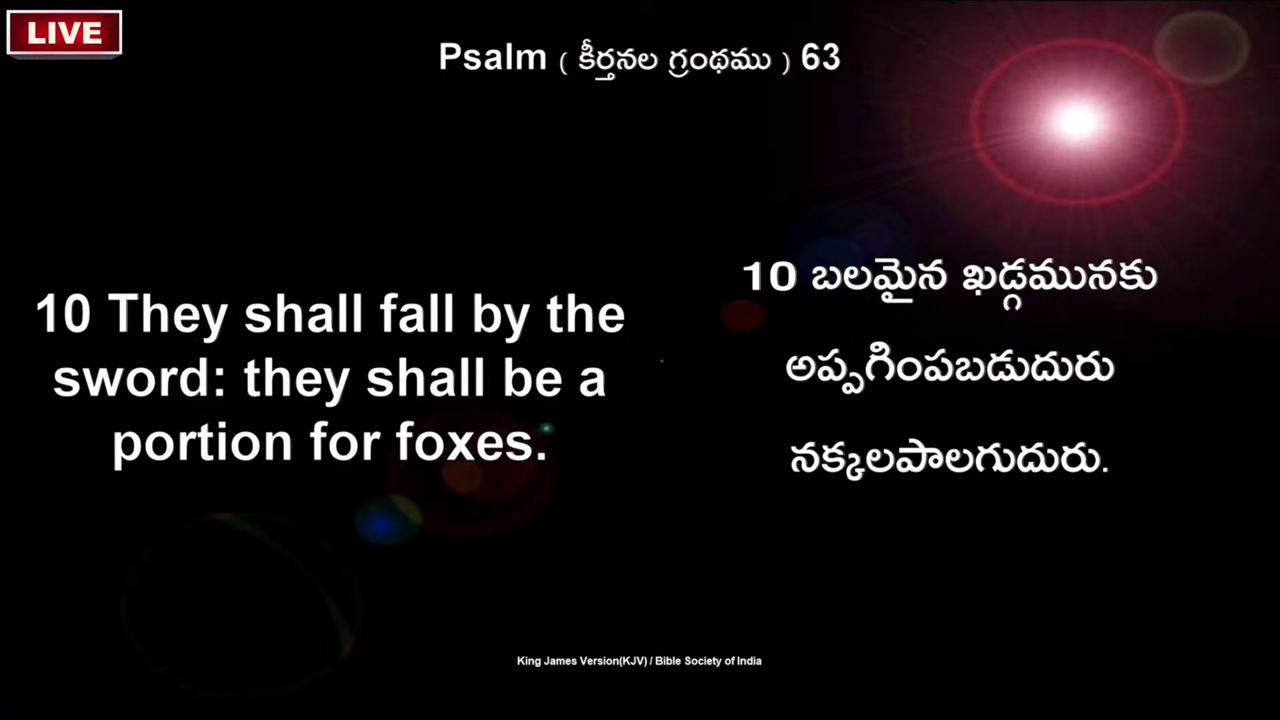 LIVE
Psalm ( కీర్తనల గ్రంథము ) 63
10 They shall fall by the
sword: they shall be a
portion for foxes.
10 బలమైన ఖడ్గమునకు
అప్పగింపబడుదురు
నక్కలపాలగుదురు.
King James Version(KJV) / Bible Society of India